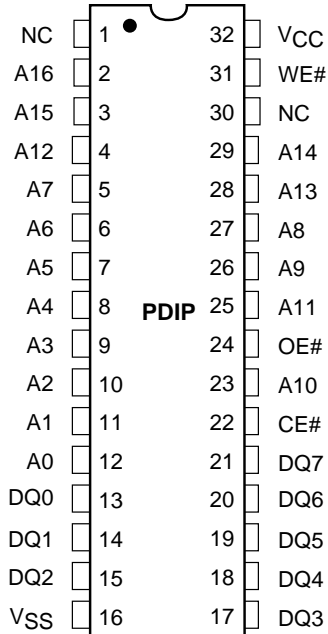 NC 1 32 VCC
A16 2 31 WE#
A15 3 30 NC
A12 4 29 A14
A7 5 28 A13
A6 6 27 A8
A5 7 26 A9
A4 8 PDIP 25 A11
A3 9 24 OE#
A2 10 23 A10
A1 11 22 CE#
A0 12 21 DQ7
DQ0 13 20 DQ6
DQ1 14 19 DQ5
DQ2 15 18 DQ4
VSS 16 17 DQ3